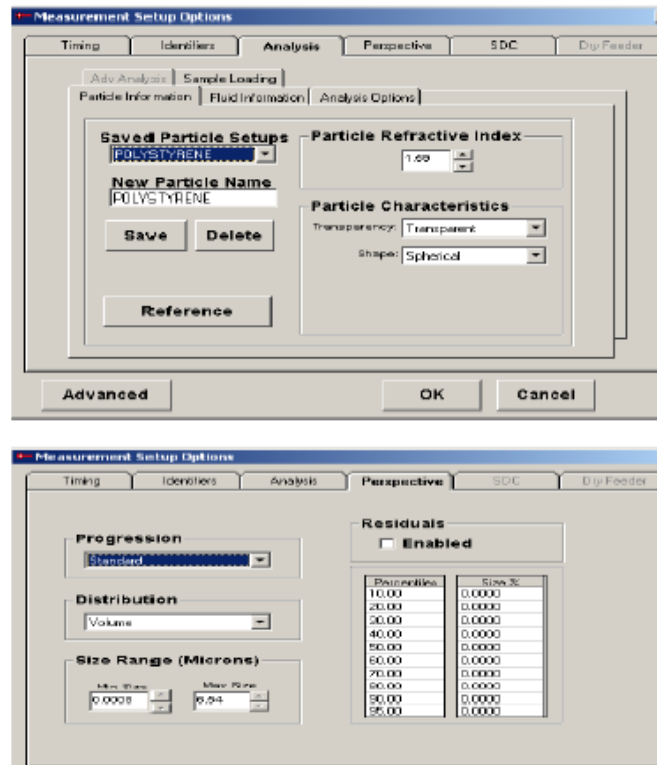 Measurement Setup Options
Timing Identifiers Analysis Perspective SDC Dry Feeder
Adv Analysis Sample Loading
Particle Information Fluid Information Analysis Options
Saved Particle Setups
POLYSTYRENE
New Particle Name
POLYSTYRENE
Save Delete
Reference
Particle Refractive Index
Particle Characteristics
Transparency: Transparent
Shape: Spherical
Advanced OK Cancel
Measurement Setup Options
Timing Identifiers Analysis Perspective SDC Dry Feeder
Progression
Standard
Distribution
Volume
Size Range (Microns)
Min Size Max Size
0.0008 6.54
Residuals
Enabled
Percentiles Size %
10.00 0.0000
20.00 0.0000
30.00 0.0000
40.00 0.0000
50.00 0.0000
60.00 0.0000
70.00 0.0000
0.0000
90.00 0.0000
95.00 0.0000